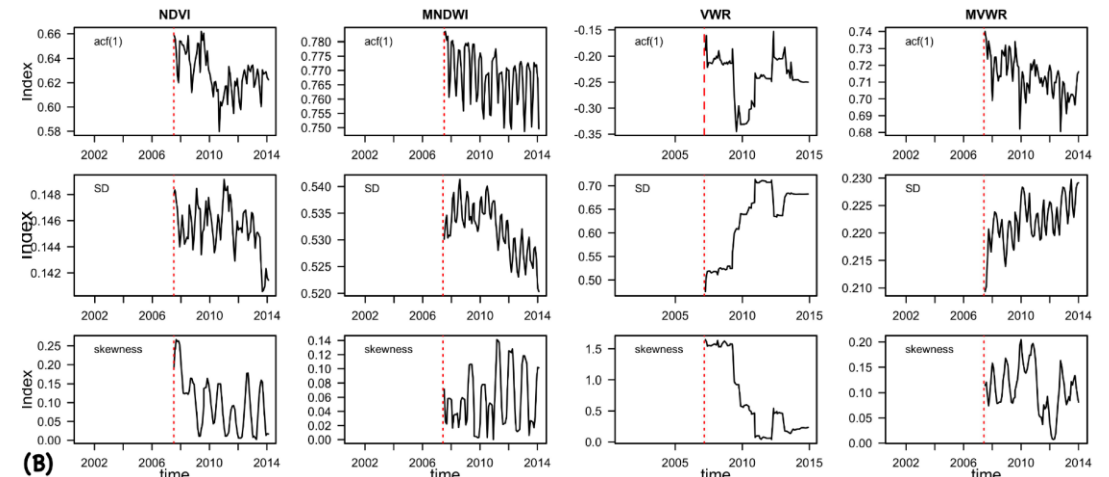 NDVI MNDWI VWR MVWR
Index
acf(1)
0.66
0.64
0.62
0.60
0.58
2002 2006 2010 2014
acf(1)
0.780
0.775
0.770
0.765
0.760
0.755
0.750
2002 2006 2010 2014
acf(1)
-0.15
-0.20
-0.25
-0.30
-0.35
2005 2010 2015
acf(1)
0.74
0.73
0.72
0.71
0.70
0.69
0.68
2002 2006 2010 2014
Index
SD
0.148
0.146
0.144
0.142
2002 2006 2010 2014
SD
0.540
0.535
0.530
0.525
0.520
2002 2006 2010 2014
SD
0.70
0.65
0.60
0.55
0.50
2005 2010 2015
SD
0.230
0.225
0.220
0.215
0.210
2002 2006 2010 2014
Index
skewness
0.25
0.20
0.15
0.10
0.05
0.00
2002 2006 2010 2014
time
skewness
0.14
0.12
0.10
0.08
0.06
0.04
0.02
0.00
2002 2006 2010 2014
time
skewness
1.5
1.0
0.5
0.0
2005 2010 2015
time
skewness
0.20
0.15
0.10
0.05
0.00
2002 2006 2010 2014
time
(B)